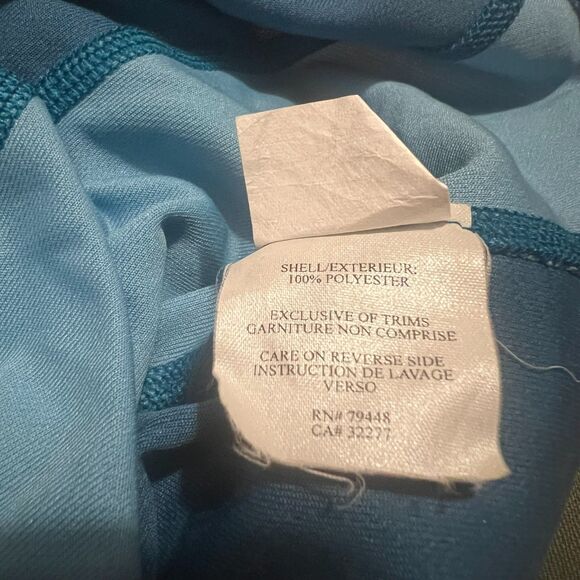 SHELL/EXTERIEUR:
100% POLYESTER
EXCLUSIVE OF TRIMS
GARNITURE NON COMPRISE
CARE ON REVERSE SIDE
INSTRUCTION DE LAVAGE
VERSO
RN# 79448
CA# 32277